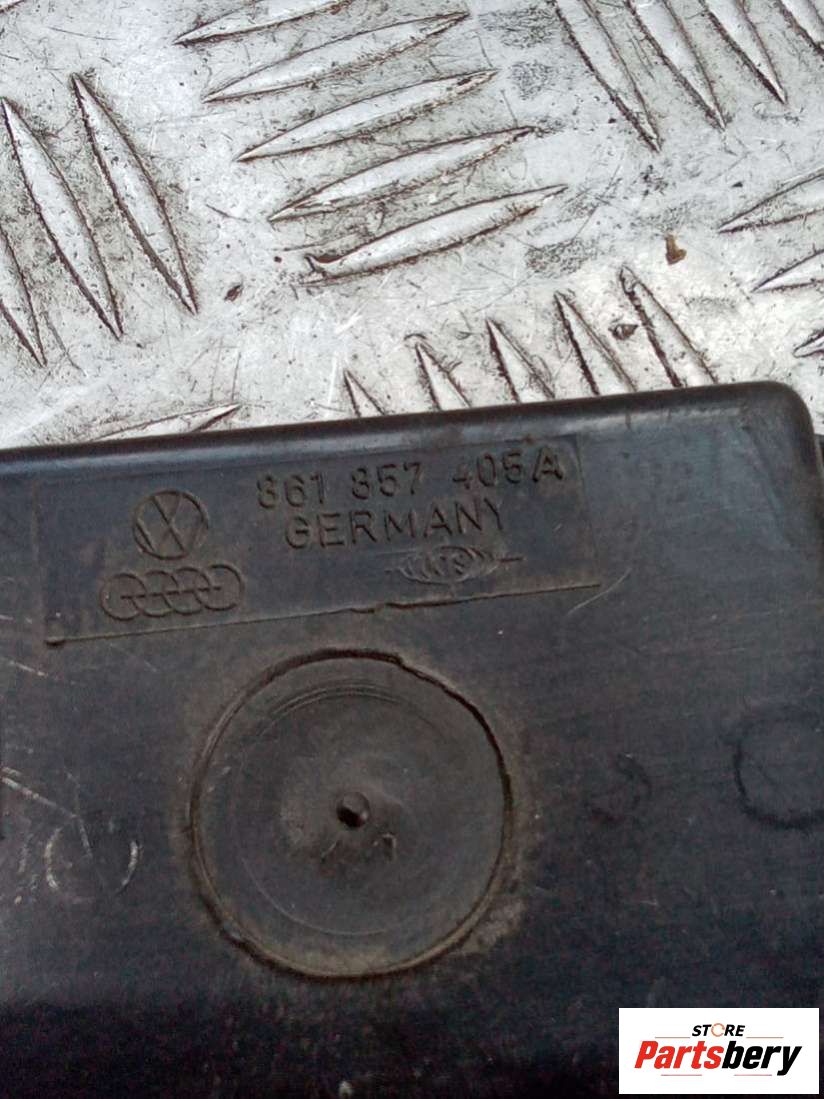 861 857 405A
GERMANY
STORE
Partsbery